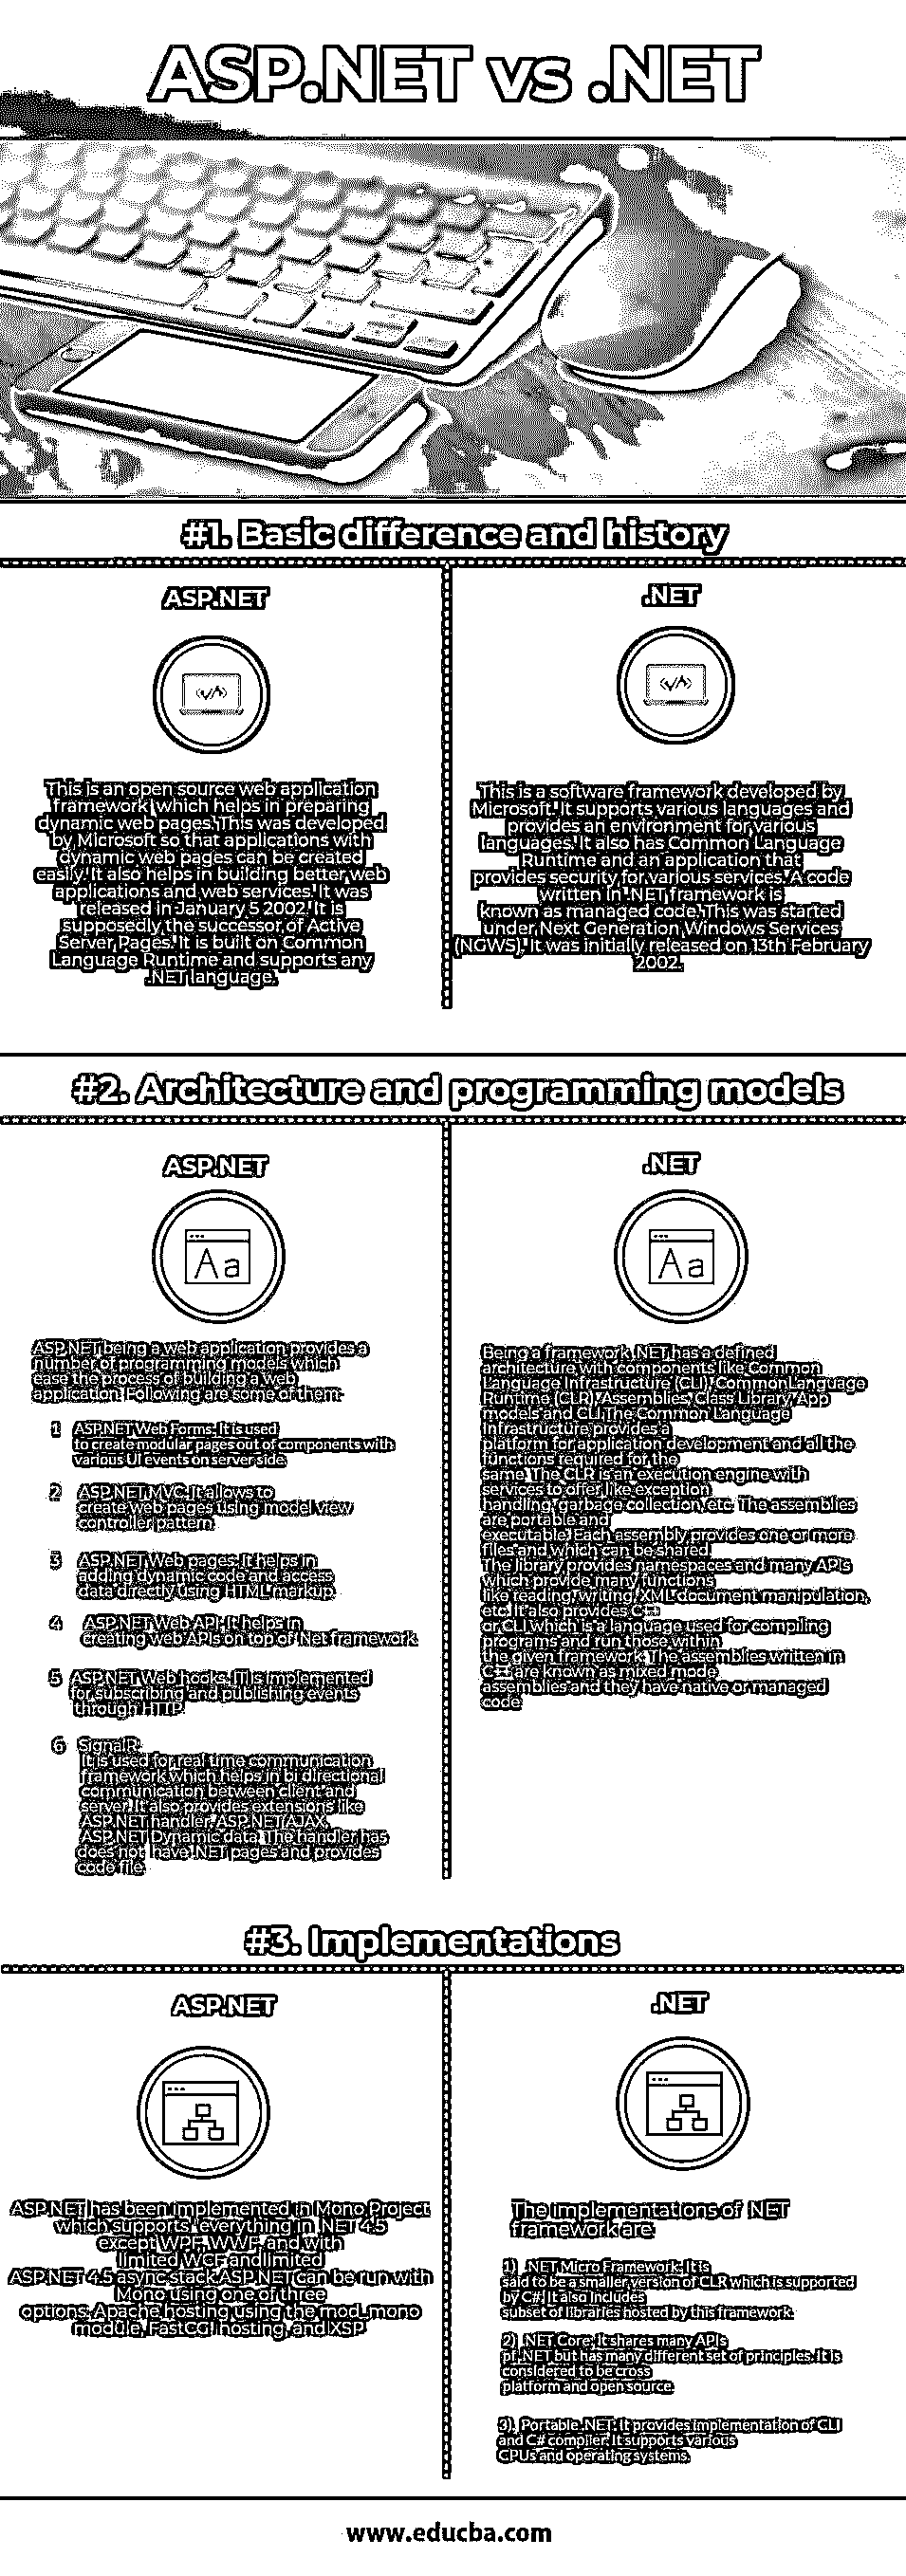 ASP.NET vs .NET
#1. Basic difference and history
ASP.NET
This is an open source web application
framework which helps in preparing
dynamic web pages. This was developed
by Microsoft so that applications with
dynamic web pages can be created
easily. It also helps in building better web
applications and web services. It was
released in January 5 2002. It is
supposedly the successor of Active
Server Pages. It is built on Common
Language Runtime and supports any
.NET language.
.NET
This is a software framework developed by
Microsoft. It supports various languages and
provides an environment for various
languages. It also has Common Language
Runtime and an application that
provides security for various services. A code
written in .NET framework is
known as managed code. This was started
under Next Generation Windows Services
(NGWS). It was initially released on 13th February
2002.
#2. Architecture and programming models
ASP.NET
ASP.NET being a web application provides a
number of programming models which
ease the process of building a web
application. Following are some of them-
1 ASP.NET Web Forms: It is used
to create modular pages out of components with
various UI events on server side.
2 ASP.NET MVC: It allows to
create web pages using model view
controller pattern.
3 ASP.NET Web pages: It helps in
adding dynamic code and access
data directly using HTML markup.
4 ASP.NET Web API: It helps in
creating web APIs on top of .Net framework.
5 ASP.NET Web hooks: IT is implemented
for subscribing and publishing events
through HTTP.
6 SignalR:
It is used for real time communication
framework which helps in bi directional
communication between client and
server. It also provides extensions like
ASP.NET handler, ASP.NET AJAX,
ASP.NET Dynamic data. The handler has
does not have .NET pages and provides
code file.
.NET
Being a framework .NET has a defined
architecture with components like Common
Language Infrastructure (CLI), Common Language
Runtime (CLR), Assemblies, Class Library, App
models and CLI. The Common Language
Infrastructure provides a
platform for application development and all the
functions required for the
same. The CLR is an execution engine with
services to offer like exception
handling, garbage collection, etc. The assemblies
are portable and
executable. Each assembly provides one or more
files and which can be shared.
The library provides namespaces and many APIs
which provide many functions
like reading, writing, XML document manipulation,
etc. It also provides C++
or CLI which is a language used for compiling
programs and run those within
the given framework. The assemblies written in
C++ are known as mixed mode
assemblies and they have native or managed
code.
#3. Implementations
ASP.NET
ASP.NET has been implemented in Mono Project
which supports 'everything in .NET 4.5
except WPF, WWF, and with
limited WCF and limited
ASP.NET 4.5 async stack. ASP.NET can be run with
Mono using one of three
options: Apache hosting using the mod_mono
module, FastCGI hosting, and XSP.
.NET
The implementations of .NET
framework are:
1) .NET Micro Framework: It is
said to be a smaller version of CLR which is supported
by C#. It also includes
subset of libraries hosted by this framework.
2) .NET Core: It shares many APIs
pf .NET but has many different set of principles. It is
considered to be cross
platform and open source.
3). Portable .NET: It provides implementation of CLI
and C# compiler. It supports various
CPUs and operating systems.
www.educba.com